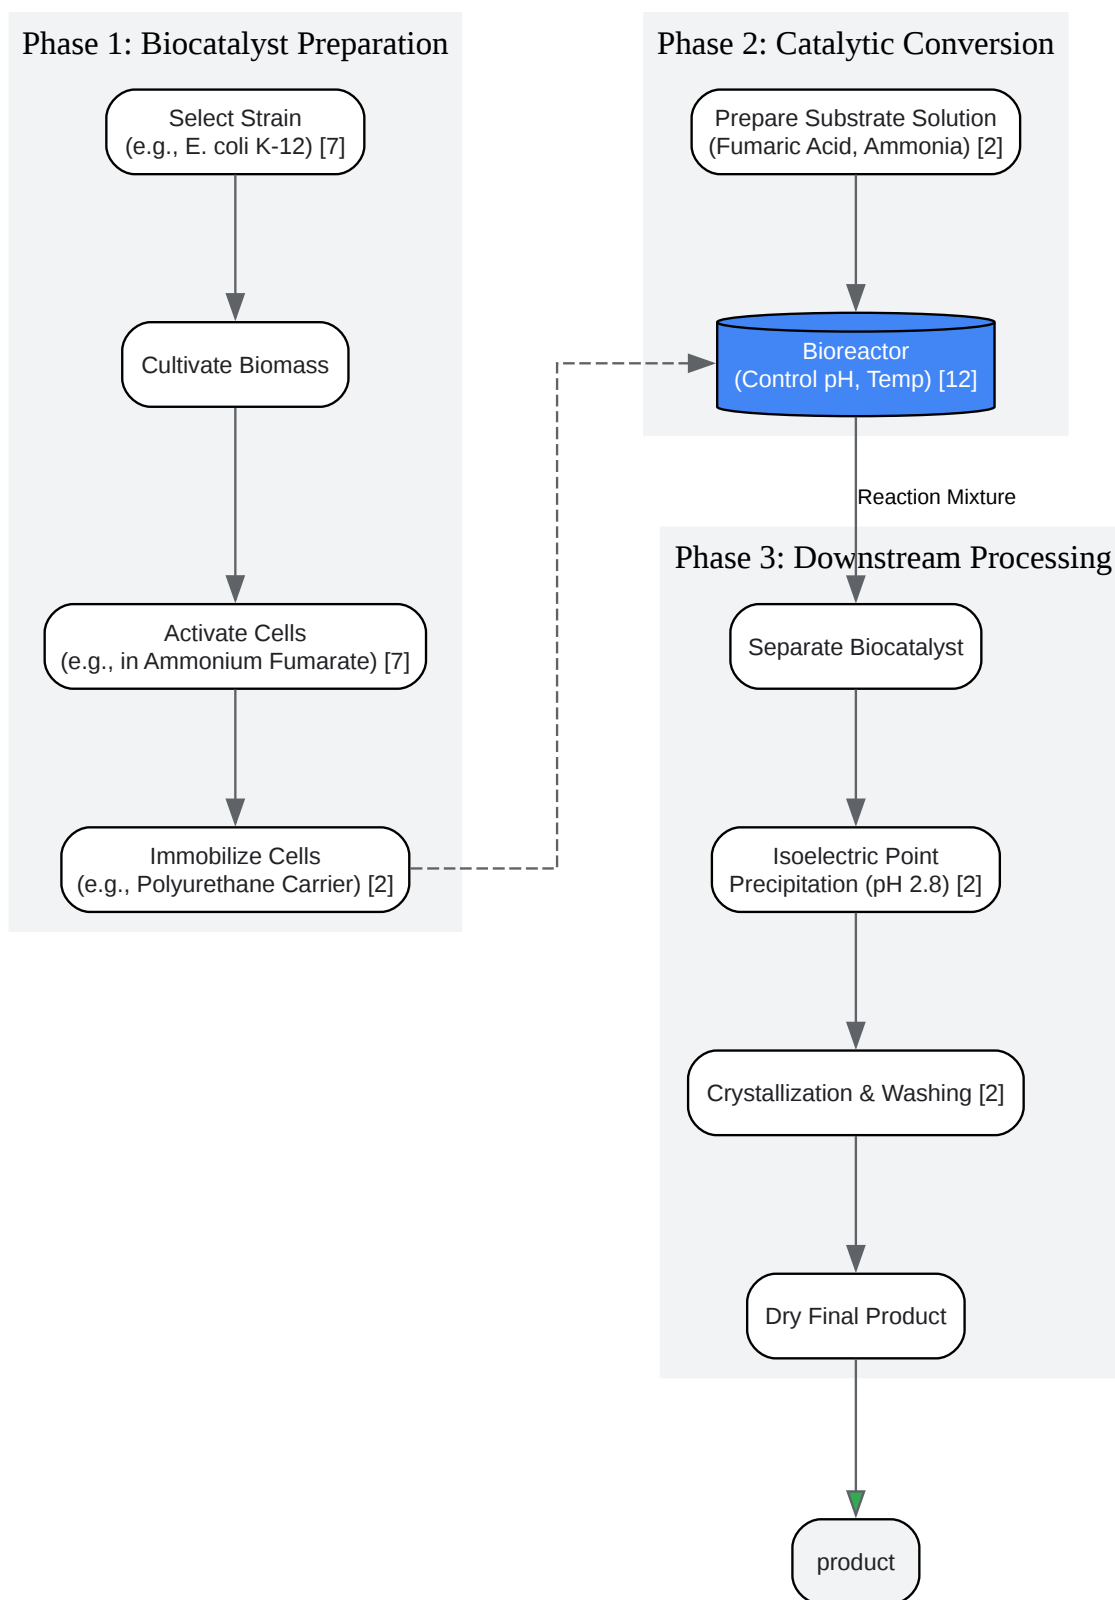 Phase 1: Biocatalyst Preparation
Select Strain
(e.g., E. coli K-12) [7]
Cultivate Biomass
Activate Cells
(e.g., in Ammonium Fumarate) [7]
Immobilize Cells
(e.g., Polyurethane Carrier) [2]
Phase 2: Catalytic Conversion
Prepare Substrate Solution
(Fumaric Acid, Ammonia) [2]
Bioreactor
(Control pH, Temp) [12]
Reaction Mixture
Phase 3: Downstream Processing
Separate Biocatalyst
Isoelectric Point
Precipitation (pH 2.8) [2]
Crystallization & Washing [2]
Dry Final Product
product